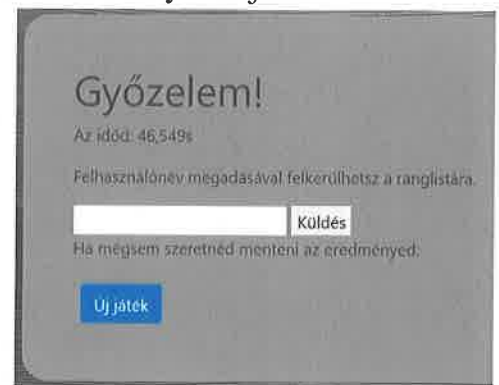 Győzelem!
Az időd: 46,549s
Felhasználónév megadásával felkerülhetsz a ranglistára.
Küldés
Ha mégsem szeretnéd menteni az eredményed:
Új játék